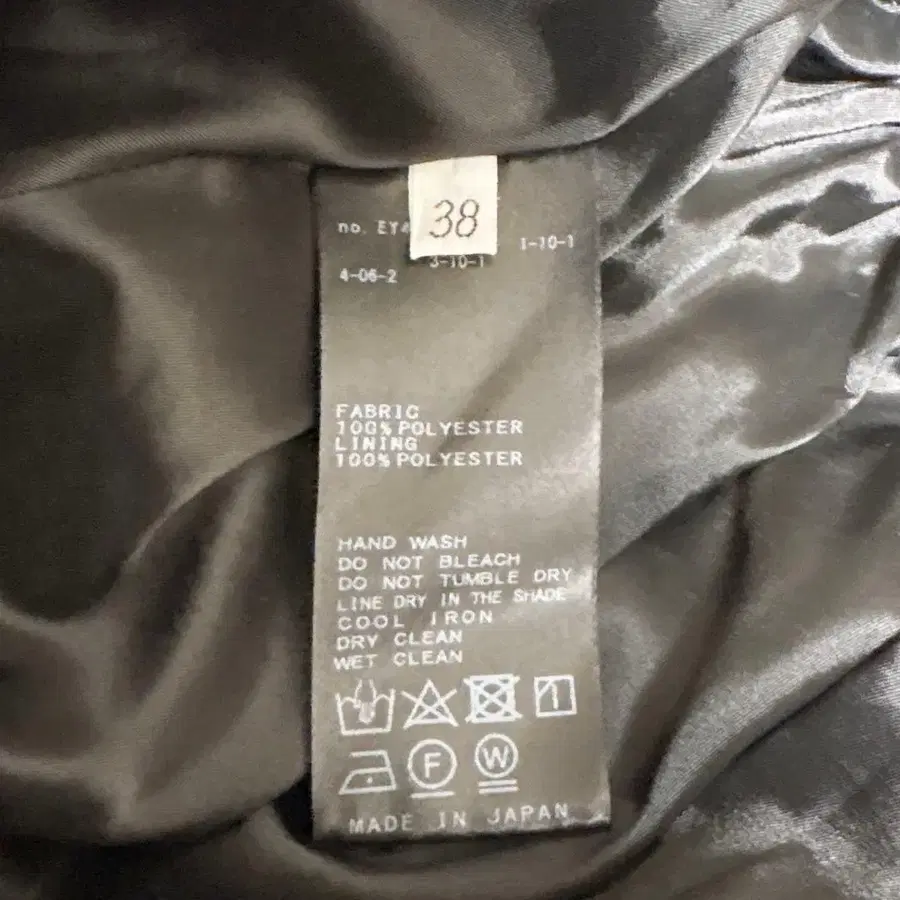 38
no. EY
1-10-1
3-10-1
4-06-2
FABRIC
100% POLYESTER
LINING
100% POLYESTER
HAND WASH
DO NOT BLEACH
DO NOT TUMBLE DRY
LINE DRY IN THE SHADE
COOL IRON
DRY CLEAN
WET CLEAN
F W
MADE IN JAPAN